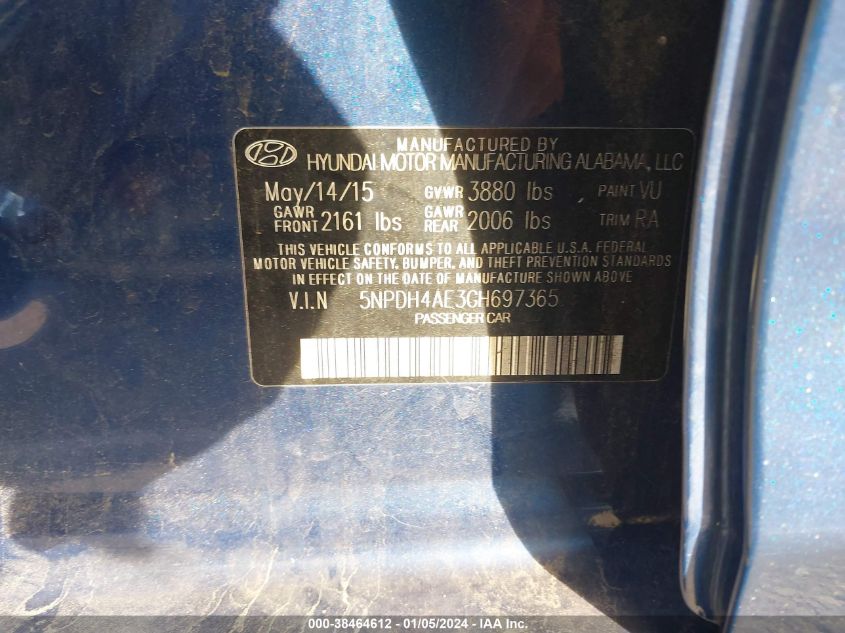 MANUFACTURED BY
HYUNDAI MOTOR MANUFACTURING ALABAMA, LLC
May/14/15 GVWR 3880 lbs PAINT VU
GAWR FRONT 2161 lbs GAWR REAR 2006 lbs TRIM RA
THIS VEHICLE CONFORMS TO ALL APPLICABLE U.S.A. FEDERAL
MOTOR VEHICLE SAFETY, BUMPER, AND THEFT PREVENTION STANDARDS
IN EFFECT ON THE DATE OF MANUFACTURE SHOWN ABOVE
V.I.N 5NPDH4AE3GH697365
PASSENGER CAR
000-38464612 - 01/05/2024 - IAA Inc.